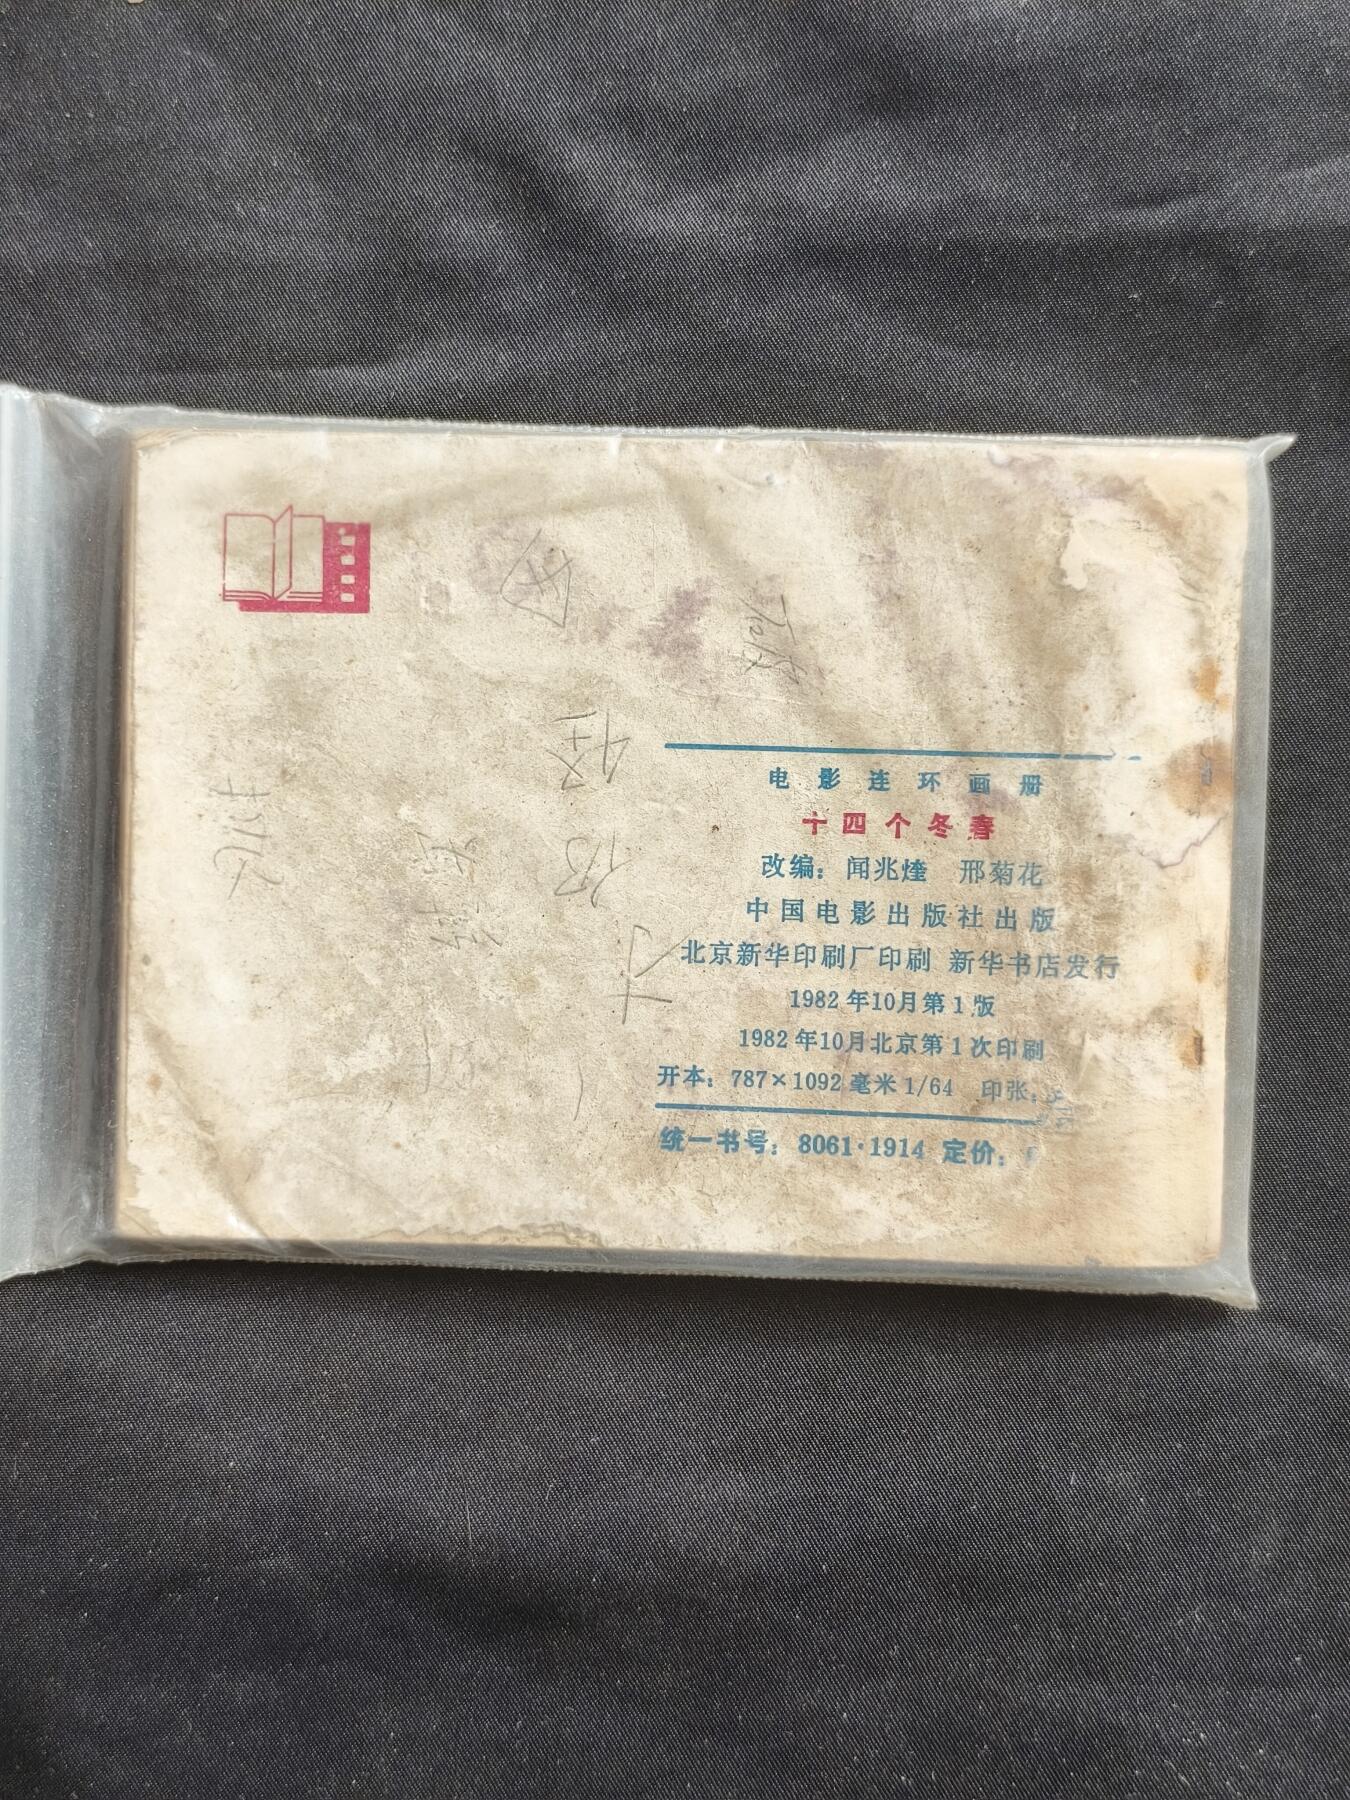 电影连环画册
十四个冬春
改编：闻兆煃 邢菊花
中国电影出版社出版
北京新华印刷厂印刷 新华书店发行
1982年10月第1版
1982年10月北京第1次印刷
开本：787×1092毫米1/64 印张：
统一书号：8061·1914 定价：